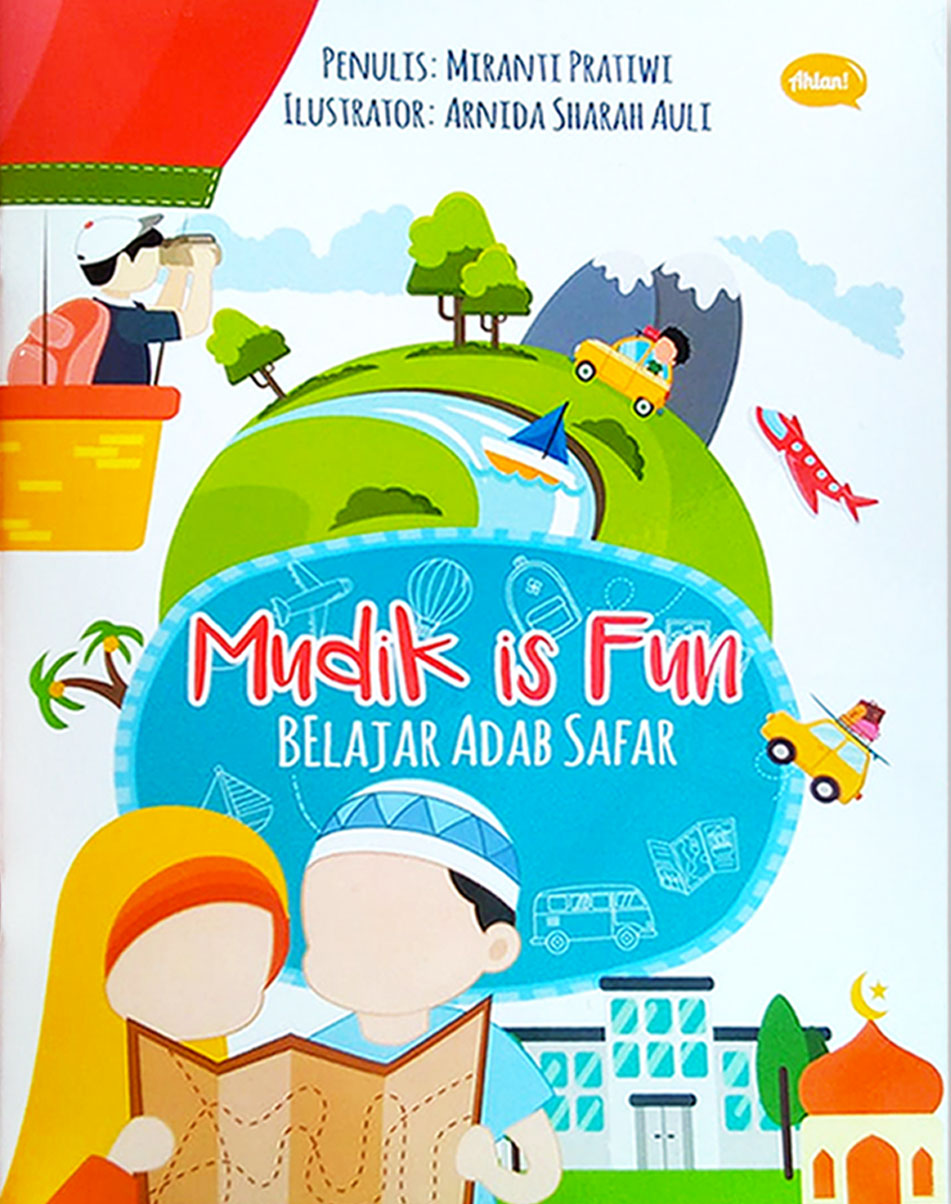 PENULIS: MIRANTI PRATIWI
ILUSTRATOR: ARNIDA SHARAH AULI
Ahlan!
Mudik is Fun
BELAJAR ADAB SAFAR